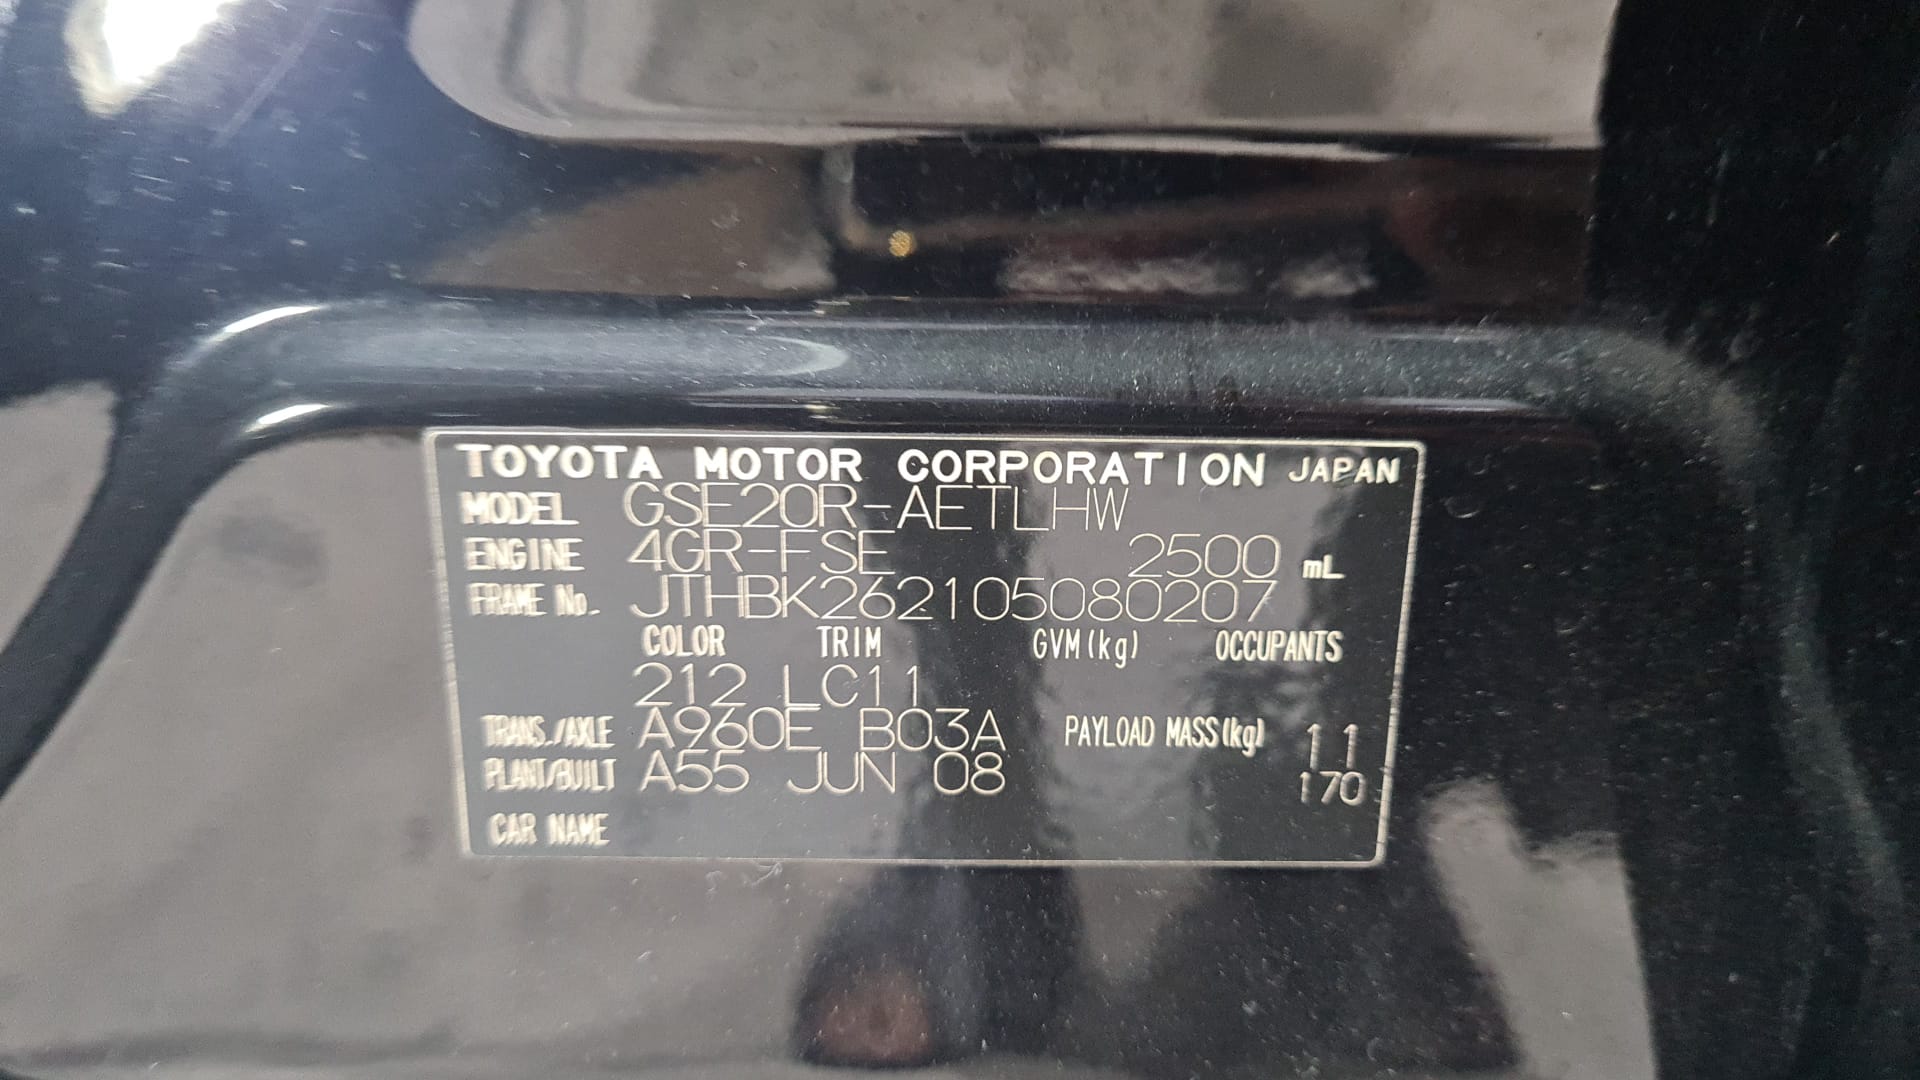 TOYOTA MOTOR CORPORATION JAPAN
MODEL GSE20R-AETLHW
ENGINE 4GR-FSE 2500 mL
FRAME No. JTHBK262105080207
COLOR TRIM GVM(kg) OCCUPANTS
212 LC11
TRANS./AXLE A960E B03A PAYLOAD MASS(kg) 11
PLANT/BUILT A55 JUN 08 170
CAR NAME